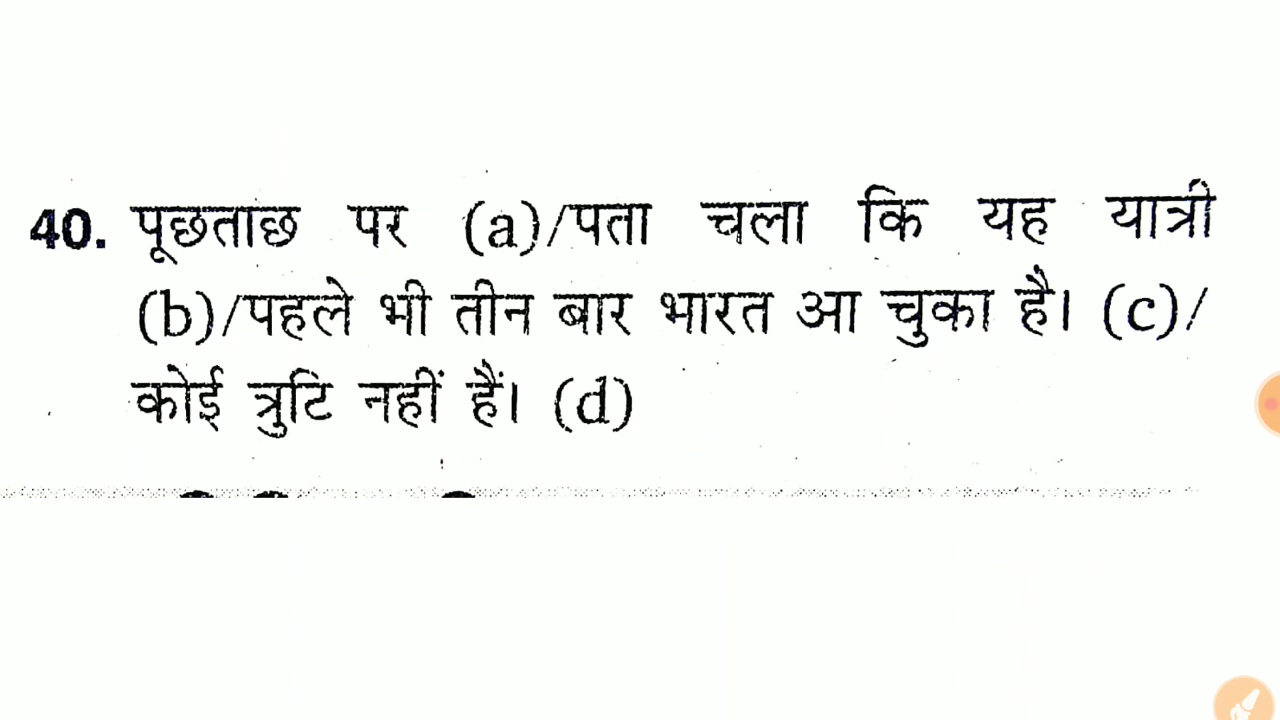 40. पूछताछ पर (a)/पता चला कि यह यात्री
(b)/पहले भी तीन बार भारत आ चुका है। (c)/
कोई त्रुटि नहीं हैं। (d)